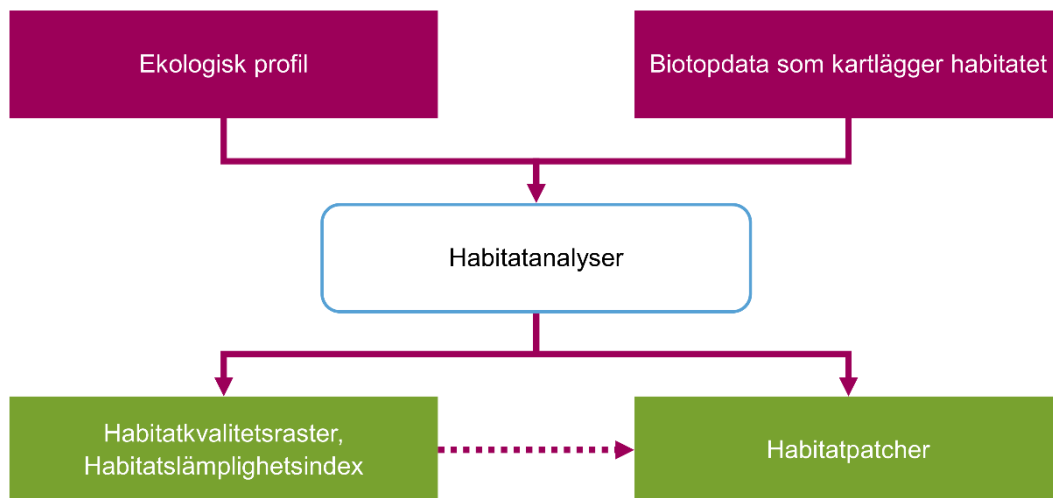 Ekologisk profil
Biotopdata som kartlägger habitatet
Habitatanalyser
Habitatkvalitetsraster,
Habitatslämplighetsindex
Habitatpatcher